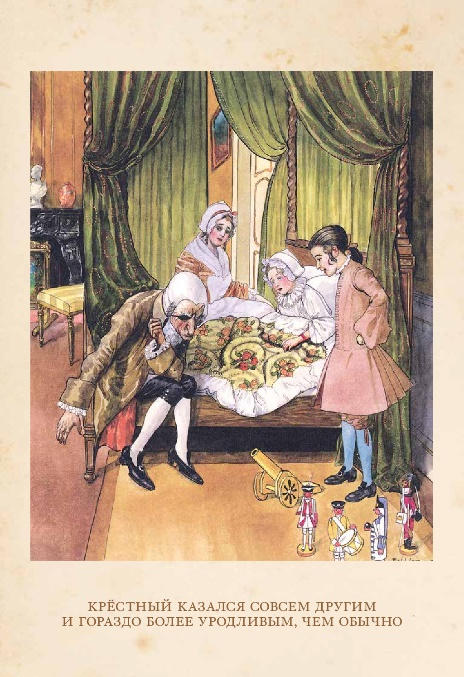 КРЁСТНЫЙ КАЗАЛСЯ СОВСЕМ ДРУГИМ
И ГОРАЗДО БОЛЕЕ УРОДЛИВЫМ, ЧЕМ ОБЫЧНО